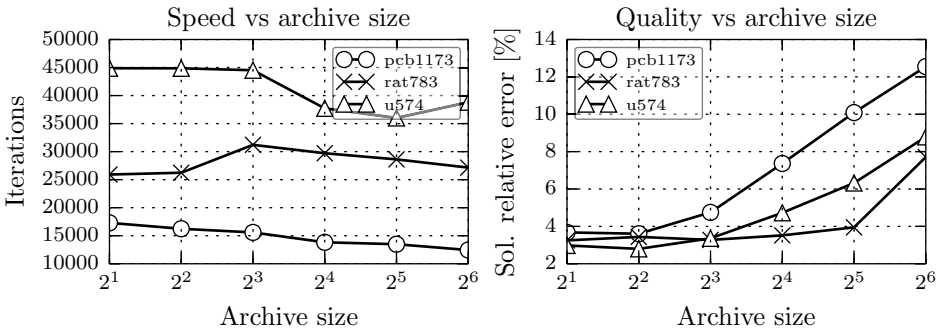 Speed vs archive size
50000
45000
40000
35000
30000
25000
20000
15000
10000
Iterations
2^1 2^2 2^3 2^4 2^5 2^6
Archive size
pcb1173
rat783
u574
Quality vs archive size
14
12
10
8
6
4
2
Sol. relative error [%]
2^1 2^2 2^3 2^4 2^5 2^6
Archive size
pcb1173
rat783
u574